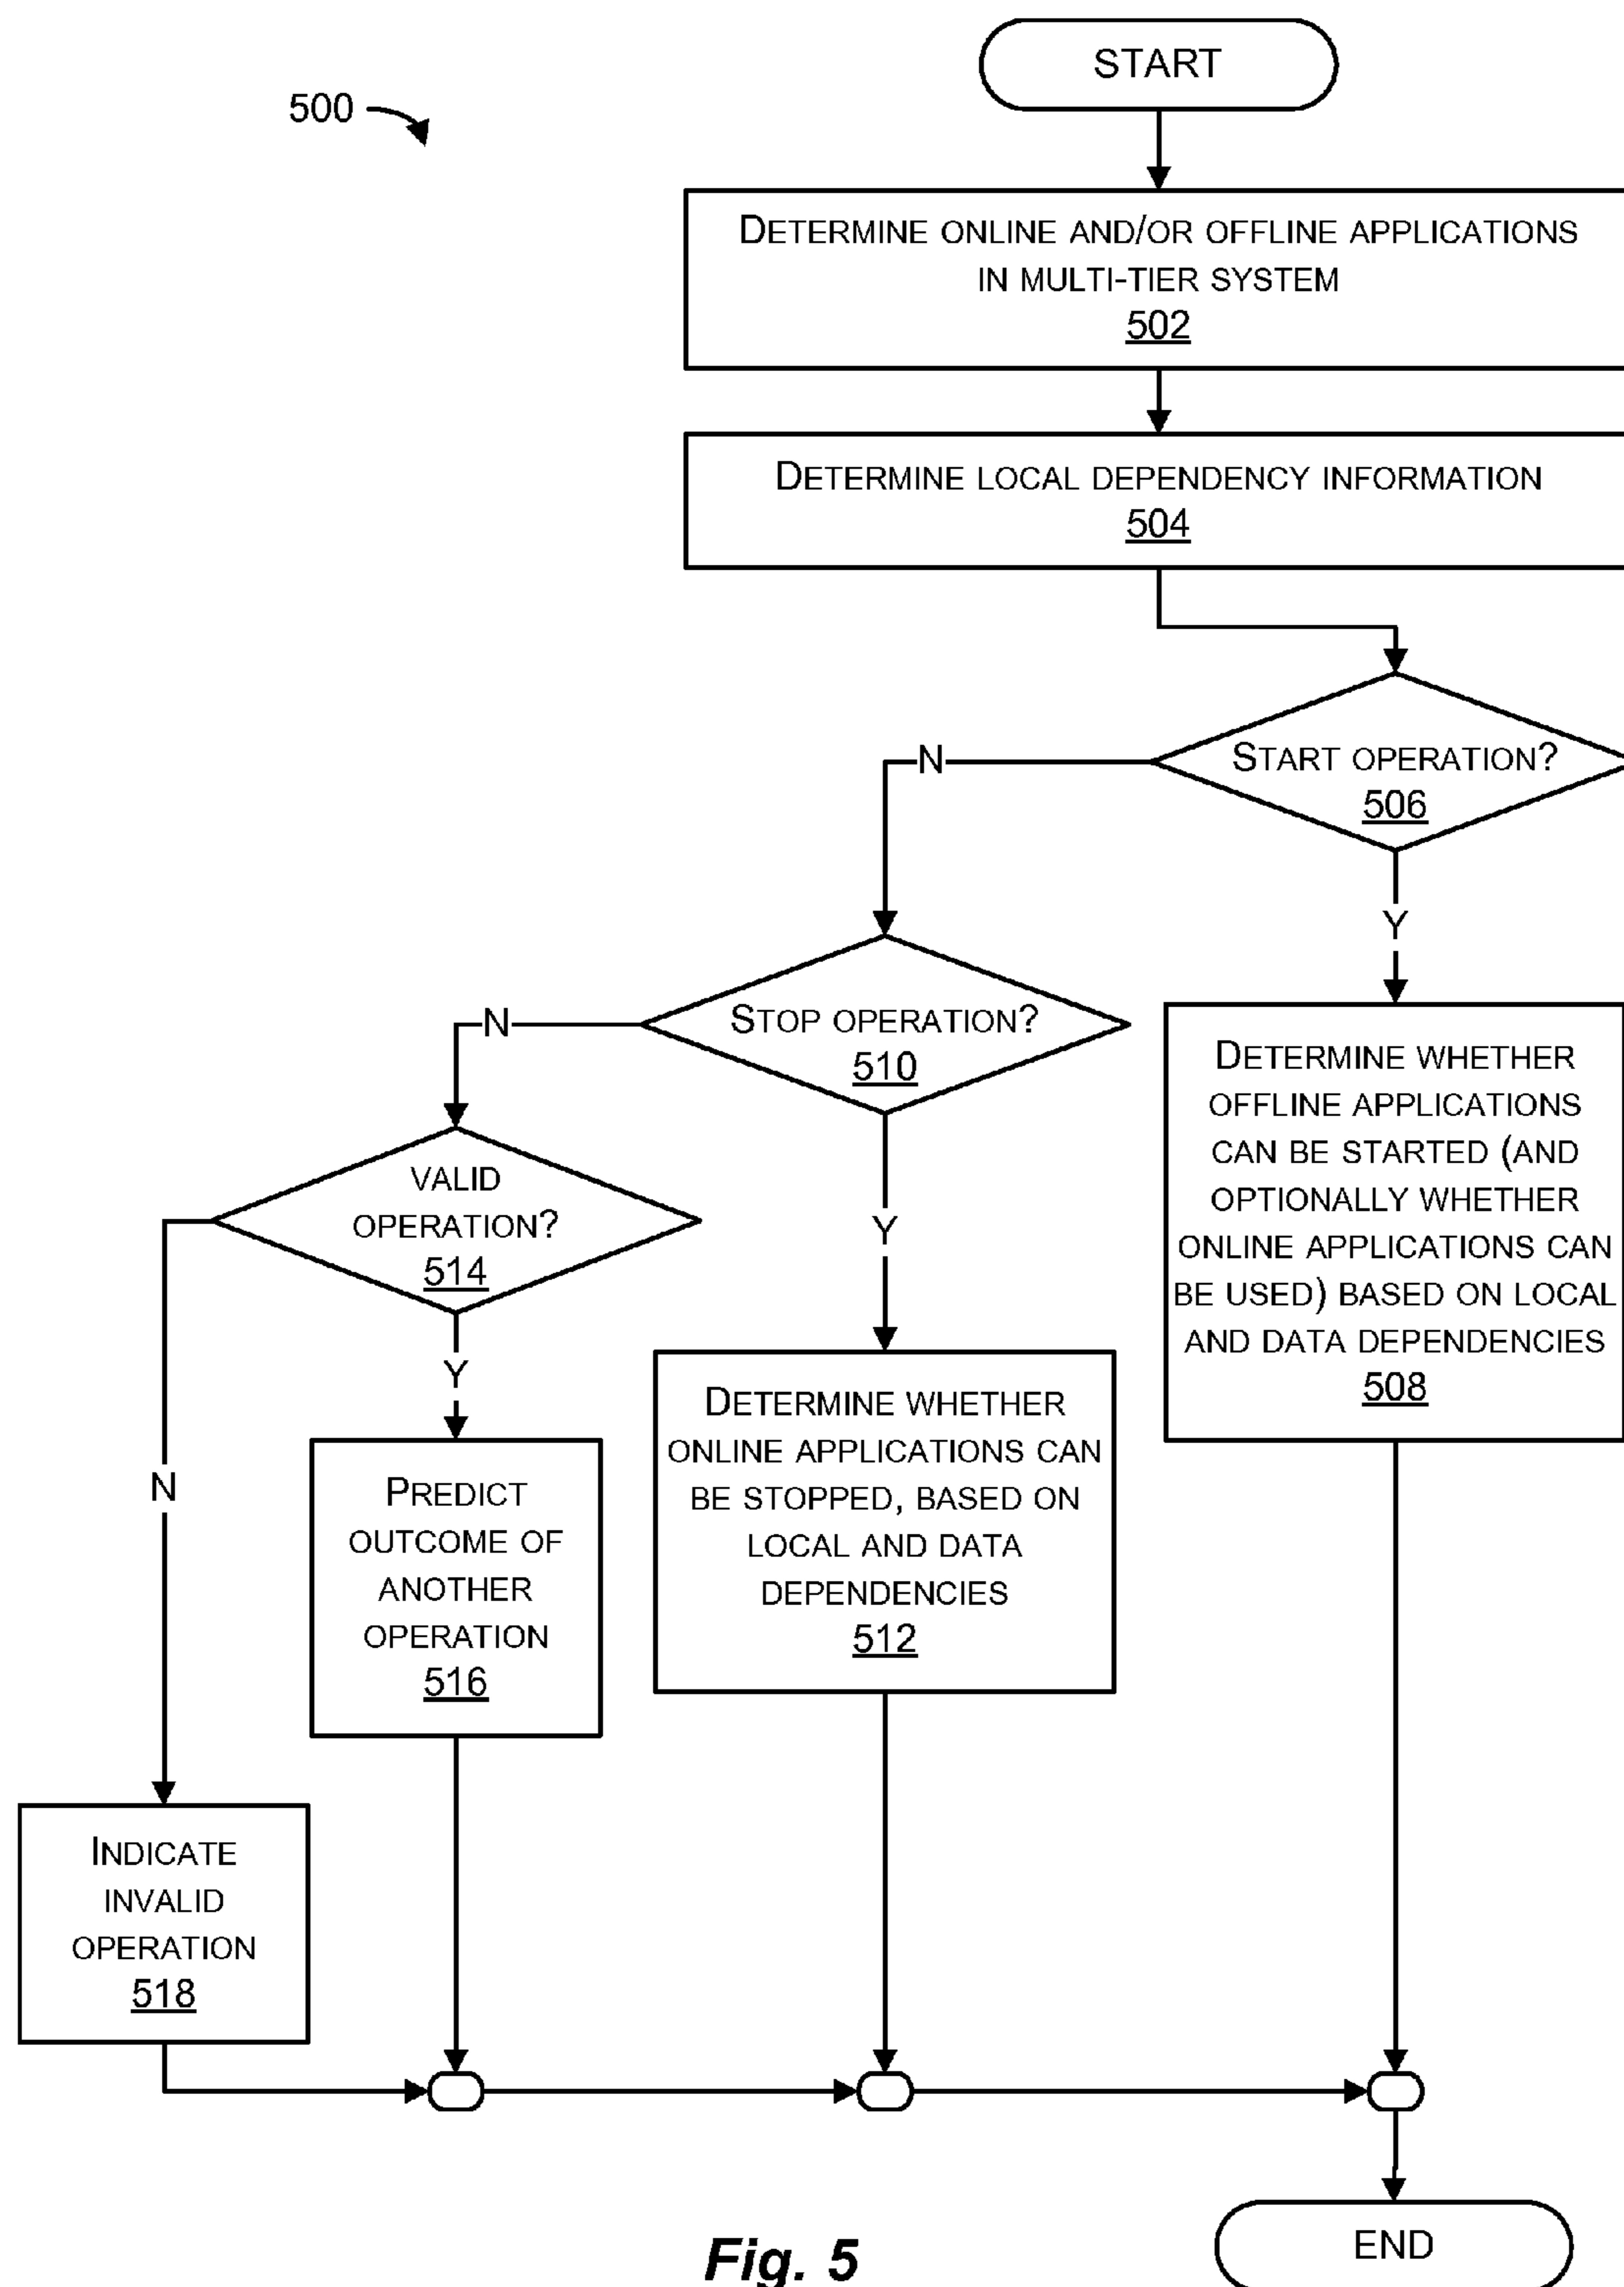 START
500
DETERMINE ONLINE AND/OR OFFLINE APPLICATIONS
IN MULTI-TIER SYSTEM
502
DETERMINE LOCAL DEPENDENCY INFORMATION
504
START OPERATION?
506
N
Y
STOP OPERATION?
510
N
Y
DETERMINE WHETHER
OFFLINE APPLICATIONS
CAN BE STARTED (AND
OPTIONALLY WHETHER
ONLINE APPLICATIONS CAN
BE USED) BASED ON LOCAL
AND DATA DEPENDENCIES
508
VALID
OPERATION?
514
N
Y
DETERMINE WHETHER
ONLINE APPLICATIONS CAN
BE STOPPED, BASED ON
LOCAL AND DATA
DEPENDENCIES
512
PREDICT
OUTCOME OF
ANOTHER
OPERATION
516
INDICATE
INVALID
OPERATION
518
END
Fig. 5